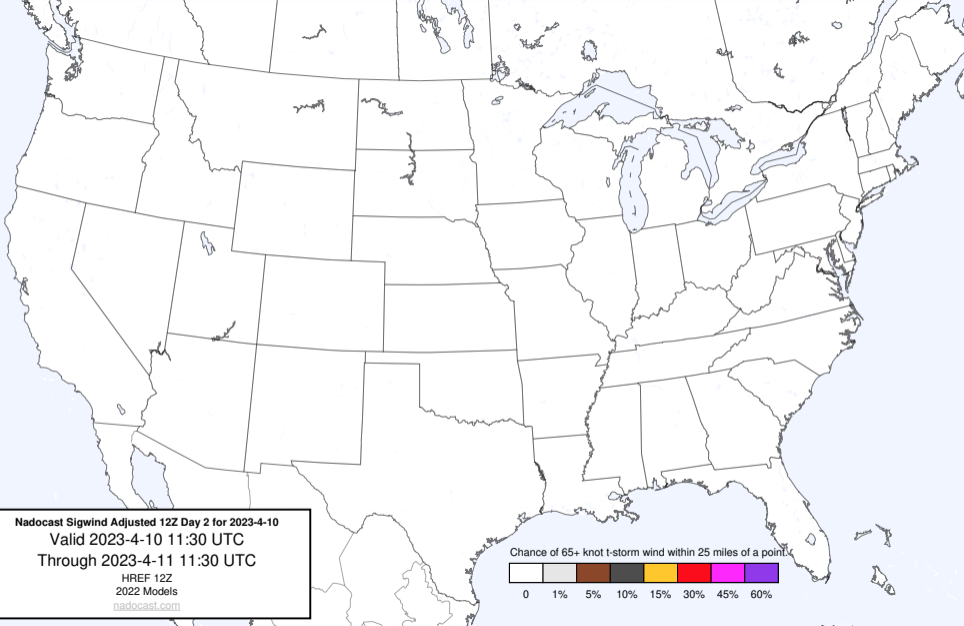 Nadocast Sigwind Adjusted 12Z Day 2 for 2023-4-10
Valid 2023-4-10 11:30 UTC
Through 2023-4-11 11:30 UTC
HREF 12Z
2022 Models
nadocast.com
Chance of 65+ knot t-storm wind within 25 miles of a point.
0 1% 5% 10% 15% 30% 45% 60%